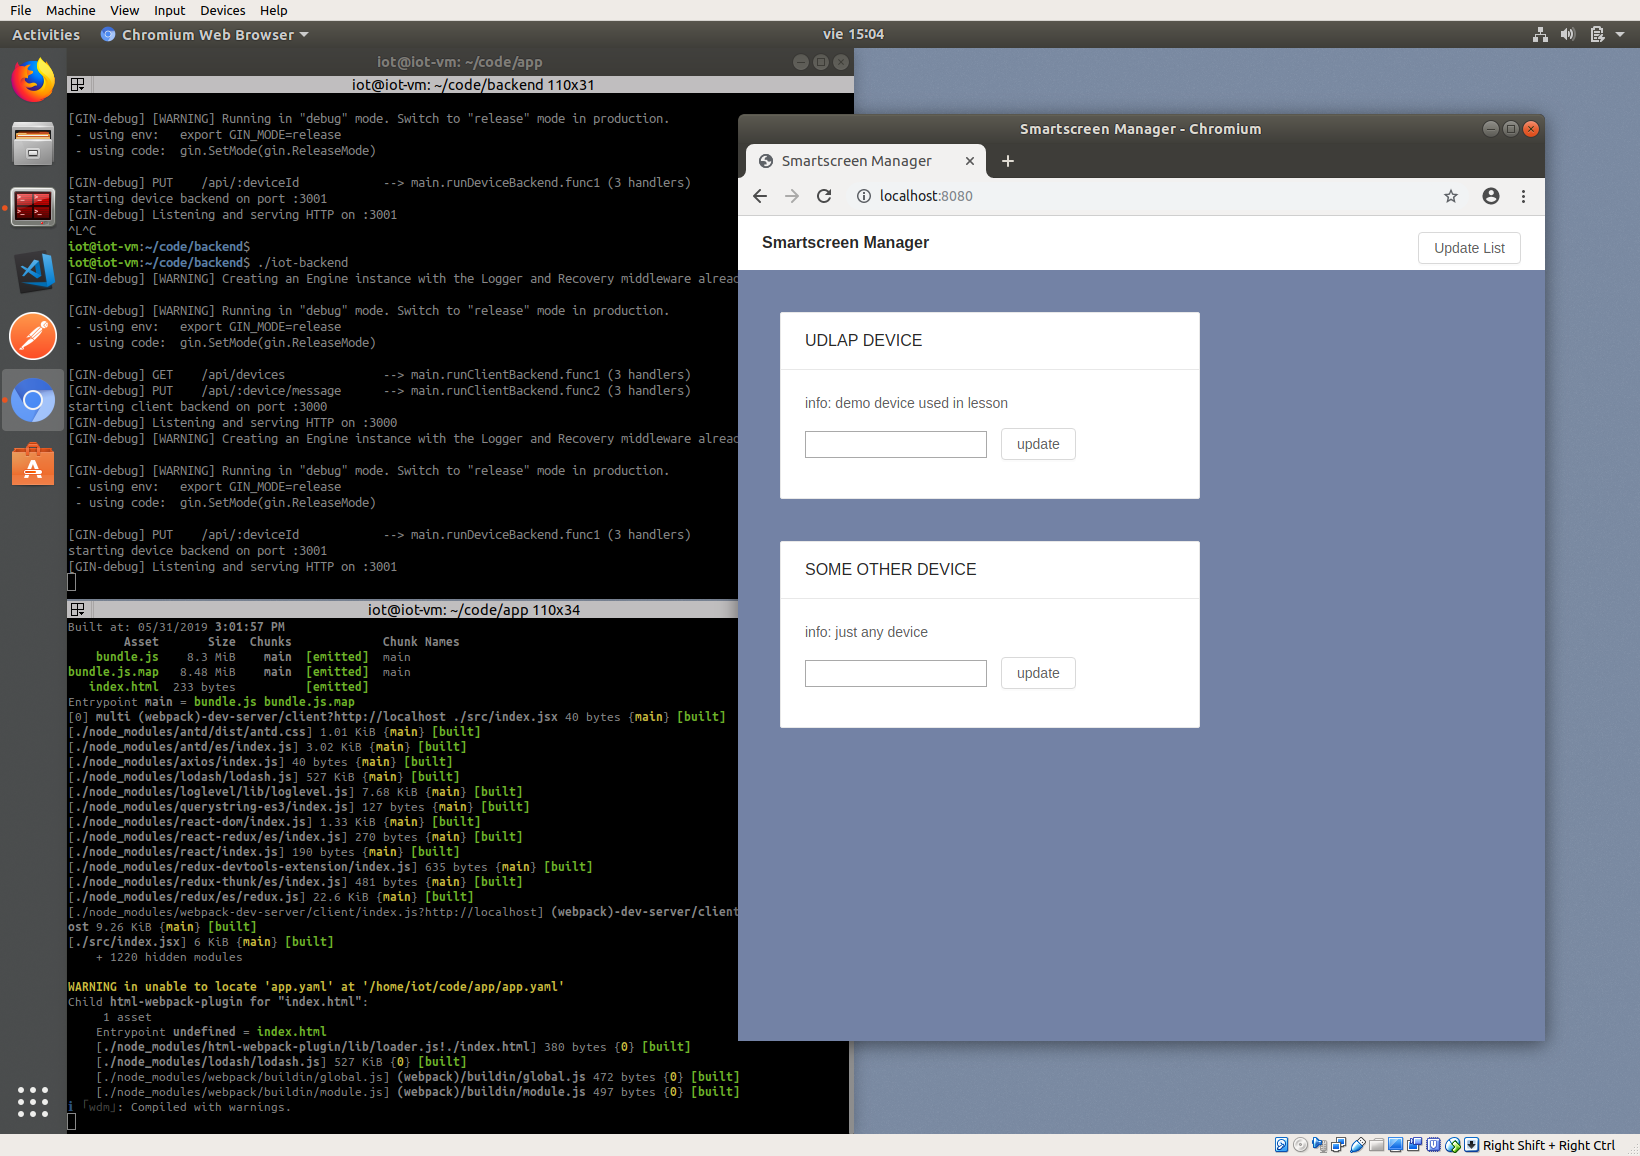 File Machine View Input Devices Help
Activities Chromium Web Browser vie 15:04
iot@iot-vm: ~/code/app
iot@iot-vm: ~/code/backend 110x31
[GIN-debug] [WARNING] Running in "debug" mode. Switch to "release" mode in production.
- using env: export GIN_MODE=release
- using code: gin.SetMode(gin.ReleaseMode)
[GIN-debug] PUT /api/:deviceId --> main.runDeviceBackend.func1 (3 handlers)
starting device backend on port :3001
[GIN-debug] Listening and serving HTTP on :3001
^L^C
iot@iot-vm:~/code/backend$
iot@iot-vm:~/code/backend$ ./iot-backend
[GIN-debug] [WARNING] Creating an Engine instance with the Logger and Recovery middleware alreac
[GIN-debug] [WARNING] Running in "debug" mode. Switch to "release" mode in production.
- using env: export GIN_MODE=release
- using code: gin.SetMode(gin.ReleaseMode)
[GIN-debug] GET /api/devices --> main.runClientBackend.func1 (3 handlers)
[GIN-debug] PUT /api/:device/message --> main.runClientBackend.func2 (3 handlers)
starting client backend on port :3000
[GIN-debug] Listening and serving HTTP on :3000
[GIN-debug] [WARNING] Creating an Engine instance with the Logger and Recovery middleware alreac
[GIN-debug] [WARNING] Running in "debug" mode. Switch to "release" mode in production.
- using env: export GIN_MODE=release
- using code: gin.SetMode(gin.ReleaseMode)
[GIN-debug] PUT /api/:deviceId --> main.runDeviceBackend.func1 (3 handlers)
starting device backend on port :3001
[GIN-debug] Listening and serving HTTP on :3001
iot@iot-vm: ~/code/app 110x34
Built at: 05/31/2019 3:01:57 PM
Asset Size Chunks Chunk Names
bundle.js 8.3 MiB main [emitted] main
bundle.js.map 8.48 MiB main [emitted] main
index.html 233 bytes [emitted]
Entrypoint main = bundle.js bundle.js.map
[0] multi (webpack)-dev-server/client?http://localhost ./src/index.jsx 40 bytes {main} [built]
[./node_modules/antd/dist/antd.css] 1.01 KiB {main} [built]
[./node_modules/antd/es/index.js] 3.02 KiB {main} [built]
[./node_modules/axios/index.js] 40 bytes {main} [built]
[./node_modules/lodash/lodash.js] 527 KiB {main} [built]
[./node_modules/loglevel/lib/loglevel.js] 7.68 KiB {main} [built]
[./node_modules/querystring-es3/index.js] 127 bytes {main} [built]
[./node_modules/react-dom/index.js] 1.33 KiB {main} [built]
[./node_modules/react-redux/es/index.js] 270 bytes {main} [built]
[./node_modules/react/index.js] 190 bytes {main} [built]
[./node_modules/redux-devtools-extension/index.js] 635 bytes {main} [built]
[./node_modules/redux-thunk/es/index.js] 481 bytes {main} [built]
[./node_modules/redux/es/redux.js] 22.6 KiB {main} [built]
[./node_modules/webpack-dev-server/client/index.js?http://localhost] (webpack)-dev-server/client
ost 9.26 KiB {main} [built]
[./src/index.jsx] 6 KiB {main} [built]
+ 1220 hidden modules
WARNING in unable to locate 'app.yaml' at '/home/iot/code/app/app.yaml'
Child html-webpack-plugin for "index.html":
1 asset
Entrypoint undefined = index.html
[./node_modules/html-webpack-plugin/lib/loader.js!./index.html] 380 bytes {0} [built]
[./node_modules/lodash/lodash.js] 527 KiB {0} [built]
[./node_modules/webpack/buildin/global.js] (webpack)/buildin/global.js 472 bytes {0} [built]
[./node_modules/webpack/buildin/module.js] (webpack)/buildin/module.js 497 bytes {0} [built]
ℹ ｢wdm｣: Compiled with warnings.
Smartscreen Manager - Chromium
Smartscreen Manager
localhost:8080
Smartscreen Manager Update List
UDLAP DEVICE
info: demo device used in lesson
update
SOME OTHER DEVICE
info: just any device
update
Right Shift + Right Ctrl